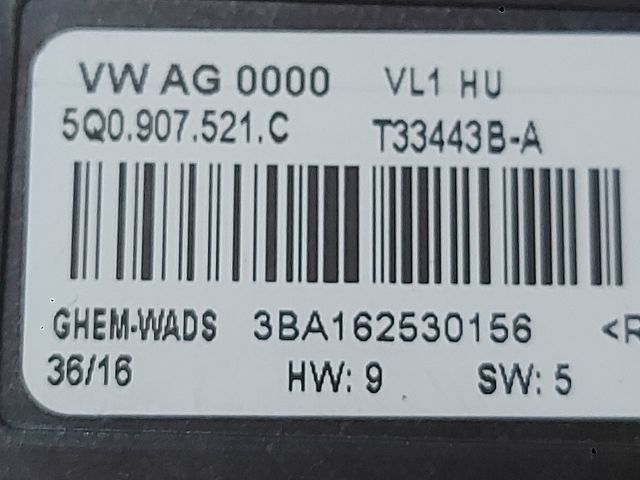 VW AG 0000 VL1 HU
5Q0.907.521.C T33443B-A
GHEM-WADS 3BA162530156 <R
36/16 HW: 9 SW: 5